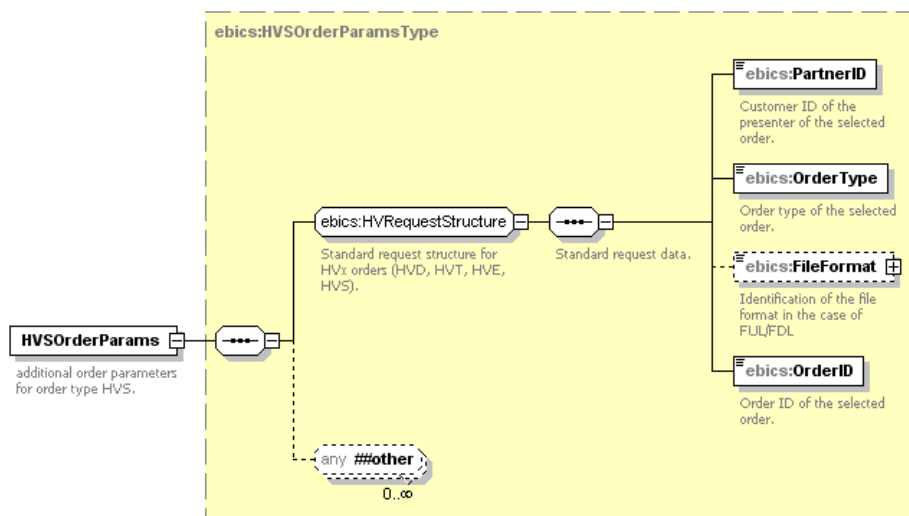 ebics:HVSOrderParamsType
ebics:PartnerID
Customer ID of the
presenter of the selected
order.
ebics:OrderType
Order type of the selected
order.
ebics:HVRequestStructure
Standard request structure for
HVx orders (HVD, HVT, HVE,
HVS).
Standard request data.
ebics:FileFormat
Identification of the file
format in the case of
FUL/FDL
HVSOrderParams
additional order parameters
for order type HVS.
ebics:OrderID
Order ID of the selected
order.
any ##other
0..∞